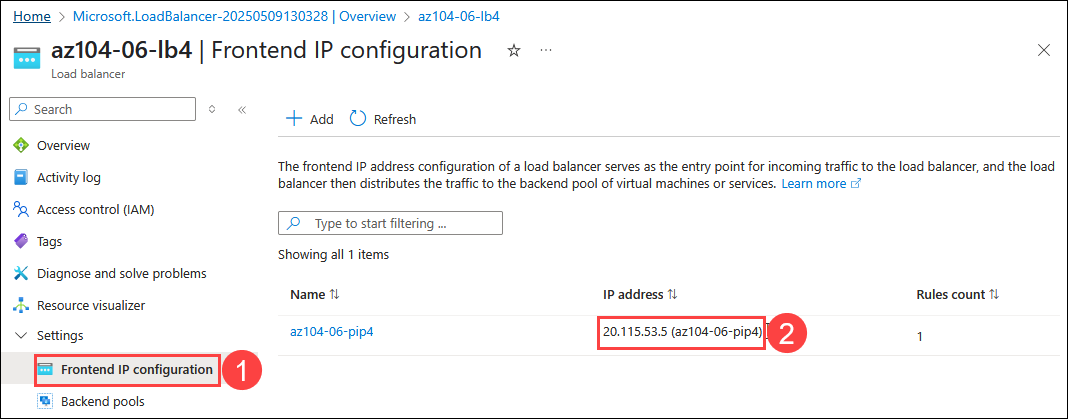 Home > Microsoft.LoadBalancer-20250509130328 | Overview > az104-06-lb4
az104-06-lb4 | Frontend IP configuration
Load balancer
Search
Add
Refresh
Overview
Activity log
Access control (IAM)
Tags
Diagnose and solve problems
Resource visualizer
Settings
Frontend IP configuration 1
Backend pools
The frontend IP address configuration of a load balancer serves as the entry point for incoming traffic to the load balancer, and the load
balancer then distributes the traffic to the backend pool of virtual machines or services. Learn more
Type to start filtering ...
Showing all 1 items
Name IP address Rules count
az104-06-pip4 20.115.53.5 (az104-06-pip4) 2 1